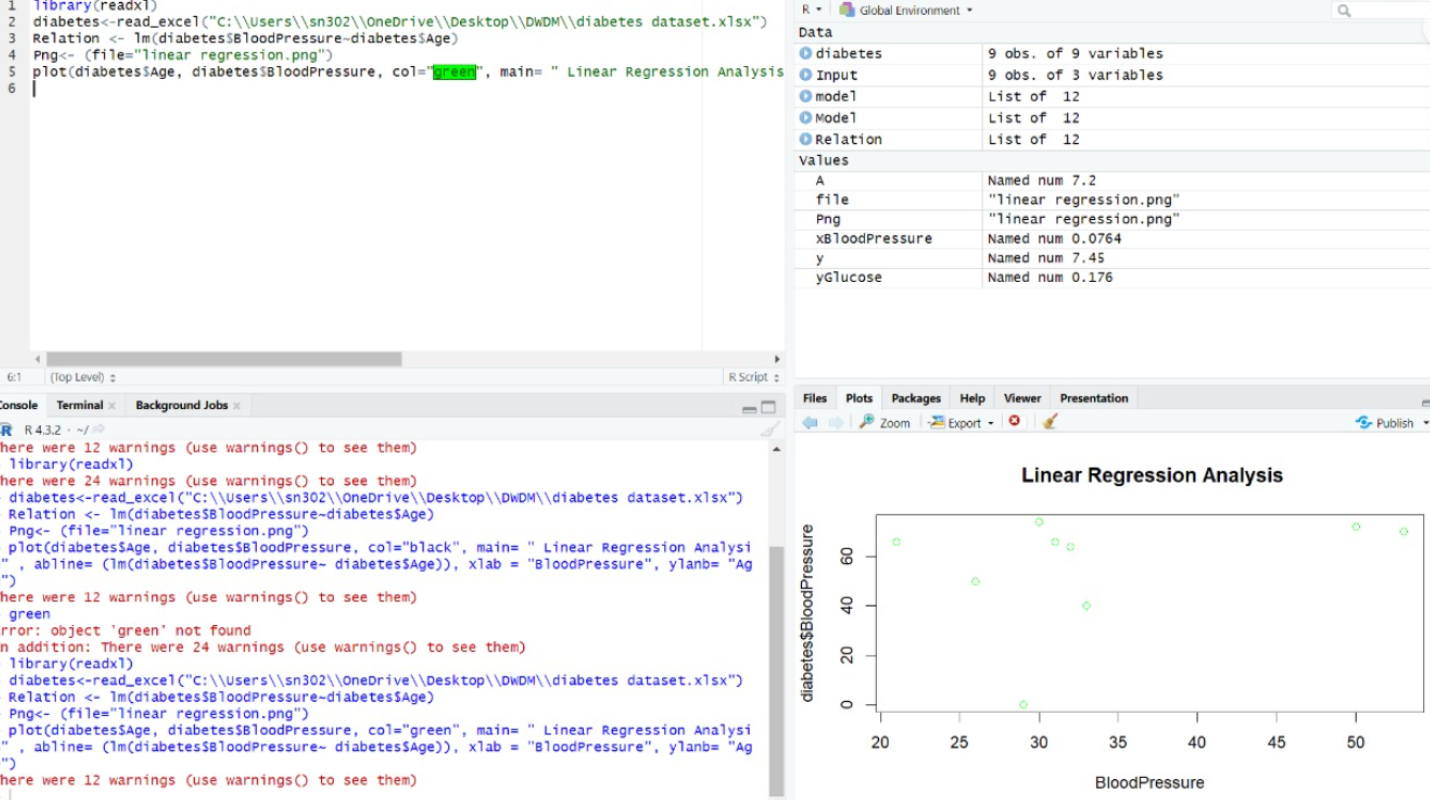 1 library(readxl)
2 diabetes<-read_excel("C:\\Users\\sn302\\OneDrive\\Desktop\\DWDM\\diabetes dataset.xlsx")
3 Relation <- lm(diabetes$BloodPressure~diabetes$Age)
4 Png<- (file="linear regression.png")
5 plot(diabetes$Age, diabetes$BloodPressure, col="green", main= " Linear Regression Analysis
6
6:1 (Top Level) R Script
Console Terminal Background Jobs
R 4.3.2 · ~/
here were 12 warnings (use warnings() to see them)
library(readxl)
here were 24 warnings (use warnings() to see them)
diabetes<-read_excel("C:\\Users\\sn302\\OneDrive\\Desktop\\DWDM\\diabetes dataset.xlsx")
Relation <- lm(diabetes$BloodPressure~diabetes$Age)
Png<- (file="linear regression.png")
plot(diabetes$Age, diabetes$BloodPressure, col="black", main= " Linear Regression Analysi
" , abline= (lm(diabetes$BloodPressure~ diabetes$Age)), xlab = "BloodPressure", ylanb= "Ag
")
here were 12 warnings (use warnings() to see them)
green
rror: object 'green' not found
n addition: There were 24 warnings (use warnings() to see them)
library(readxl)
diabetes<-read_excel("C:\\Users\\sn302\\OneDrive\\Desktop\\DWDM\\diabetes dataset.xlsx")
Relation <- lm(diabetes$BloodPressure~diabetes$Age)
Png<- (file="linear regression.png")
plot(diabetes$Age, diabetes$BloodPressure, col="green", main= " Linear Regression Analysi
" , abline= (lm(diabetes$BloodPressure~ diabetes$Age)), xlab = "BloodPressure", ylanb= "Ag
")
here were 12 warnings (use warnings() to see them)
R Global Environment
Data
diabetes 9 obs. of 9 variables
Input 9 obs. of 3 variables
model List of 12
Model List of 12
Relation List of 12
Values
A Named num 7.2
file "linear regression.png"
Png "linear regression.png"
xBloodPressure Named num 0.0764
y Named num 7.45
yGlucose Named num 0.176
Files Plots Packages Help Viewer Presentation
Zoom Export Publish
Linear Regression Analysis
diabetes$BloodPressure
60
40
20
0
20 25 30 35 40 45 50
BloodPressure